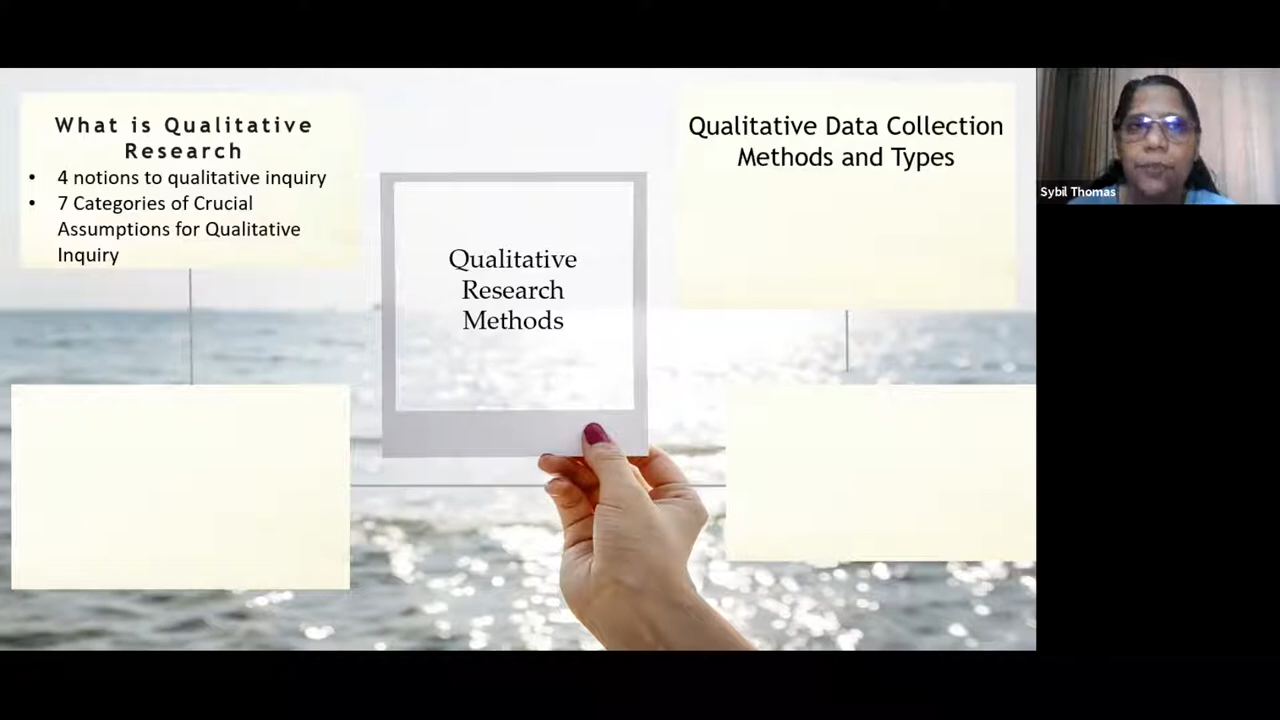 What is Qualitative
Research
• 4 notions to qualitative inquiry
• 7 Categories of Crucial
Assumptions for Qualitative
Inquiry
Qualitative
Research
Methods
Qualitative Data Collection
Methods and Types
Sybil Thomas